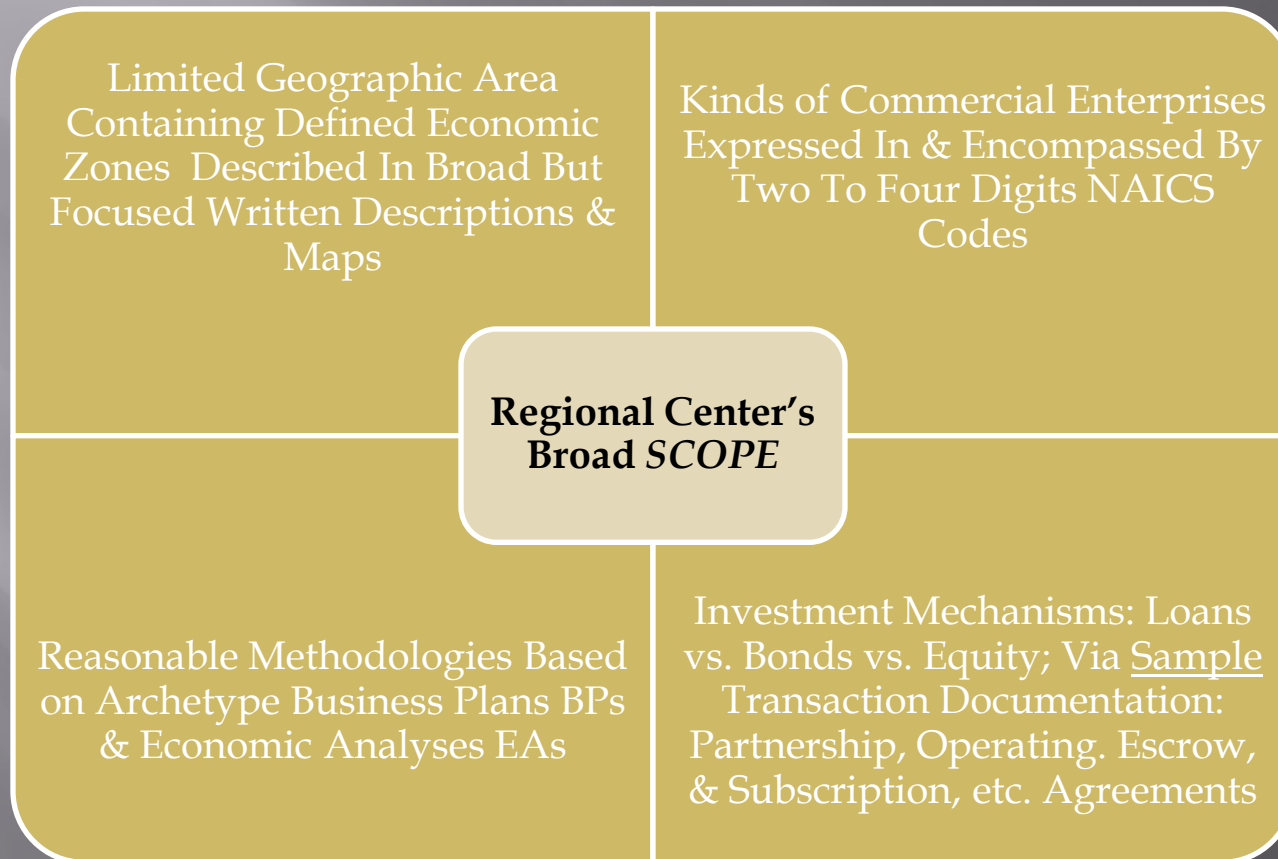 Limited Geographic Area
Containing Defined Economic
Zones Described In Broad But
Focused Written Descriptions &
Maps
Kinds of Commercial Enterprises
Expressed In & Encompassed By
Two To Four Digits NAICS
Codes
Regional Center’s
Broad SCOPE
Reasonable Methodologies Based
on Archetype Business Plans BPs
& Economic Analyses EAs
Investment Mechanisms: Loans
vs. Bonds vs. Equity; Via Sample
Transaction Documentation:
Partnership, Operating. Escrow,
& Subscription, etc. Agreements